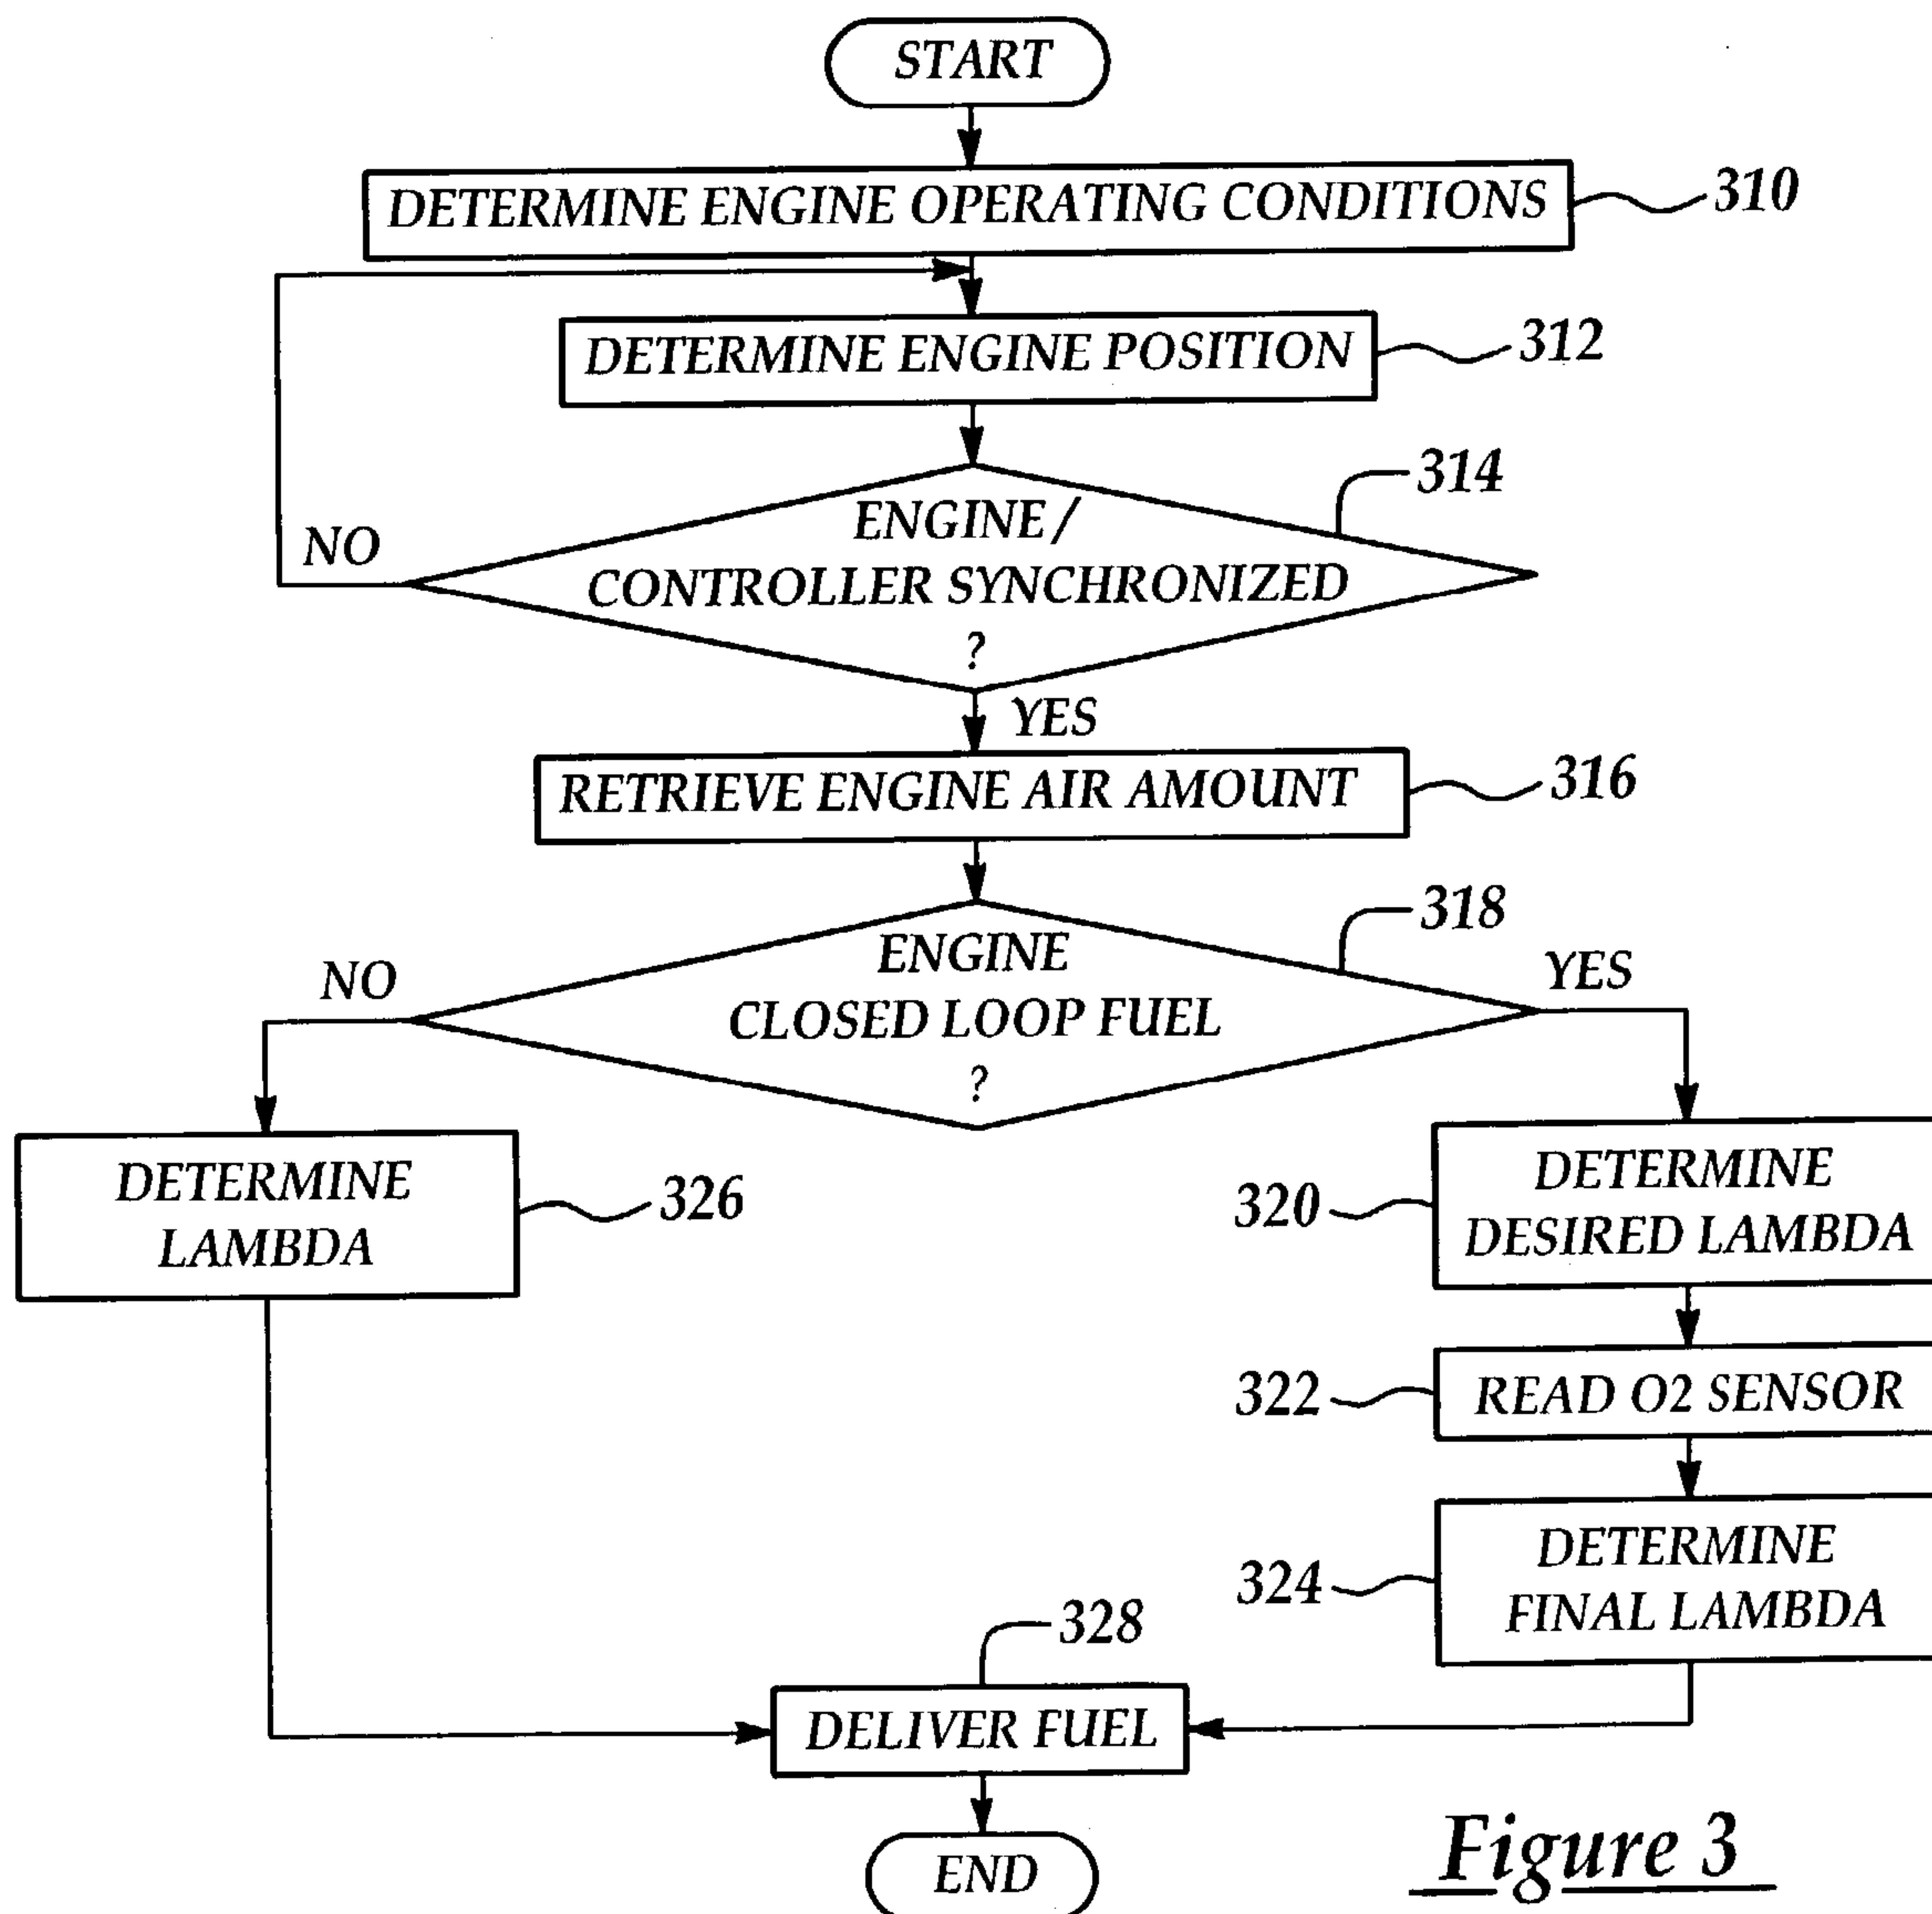 START
DETERMINE ENGINE OPERATING CONDITIONS
310
DETERMINE ENGINE POSITION
312
314
ENGINE/
CONTROLLER SYNCHRONIZED
?
NO
YES
RETRIEVE ENGINE AIR AMOUNT
316
318
ENGINE
CLOSED LOOP FUEL
?
NO
YES
DETERMINE
LAMBDA
326
320
DETERMINE
DESIRED LAMBDA
322
READ O2 SENSOR
324
DETERMINE
FINAL LAMBDA
328
DELIVER FUEL
END
Figure 3